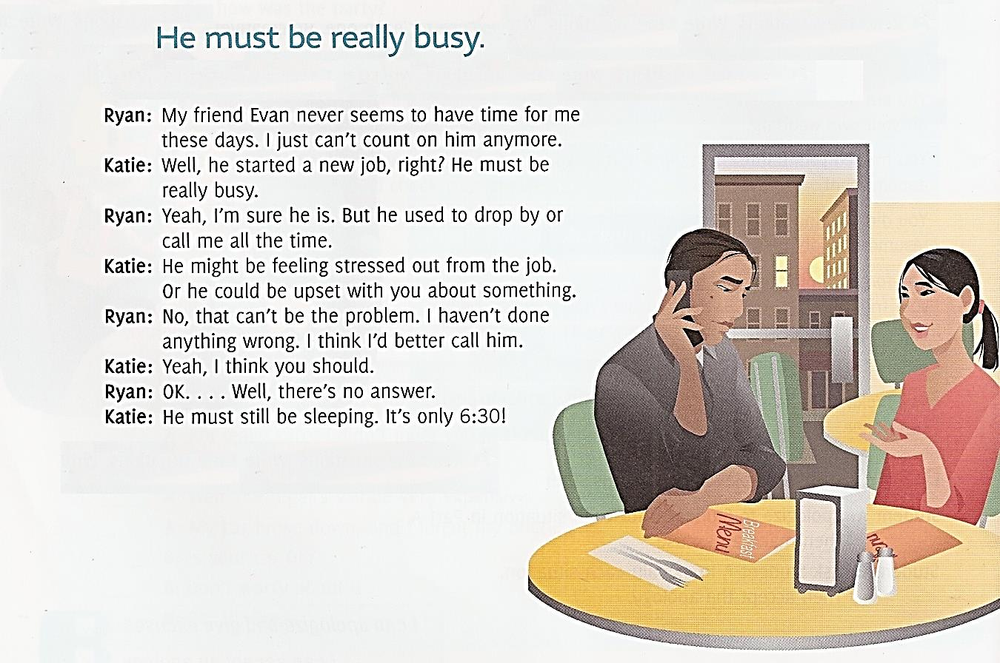 He must be really busy.
Ryan: My friend Evan never seems to have time for me
these days. I just can't count on him anymore.
Katie: Well, he started a new job, right? He must be
really busy.
Ryan: Yeah, I'm sure he is. But he used to drop by or
call me all the time.
Katie: He might be feeling stressed out from the job.
Or he could be upset with you about something.
Ryan: No, that can't be the problem. I haven't done
anything wrong. I think I'd better call him.
Katie: Yeah, I think you should.
Ryan: OK. . . . Well, there's no answer.
Katie: He must still be sleeping. It's only 6:30!
Breakfast
Menu